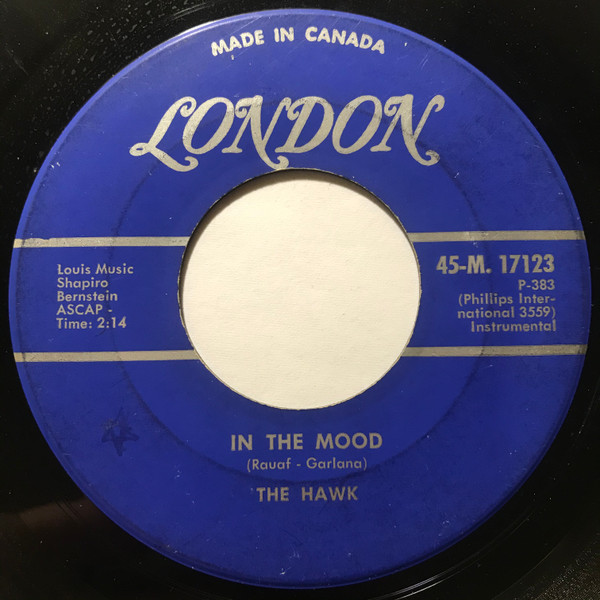 MADE IN CANADA
LONDON
Louis Music
Shapiro
Bernstein
ASCAP -
Time: 2:14
45-M. 17123
P-383
(Phillips Inter-
national 3559)
Instrumental
IN THE MOOD
(Rauaf - Garlana)
THE HAWK